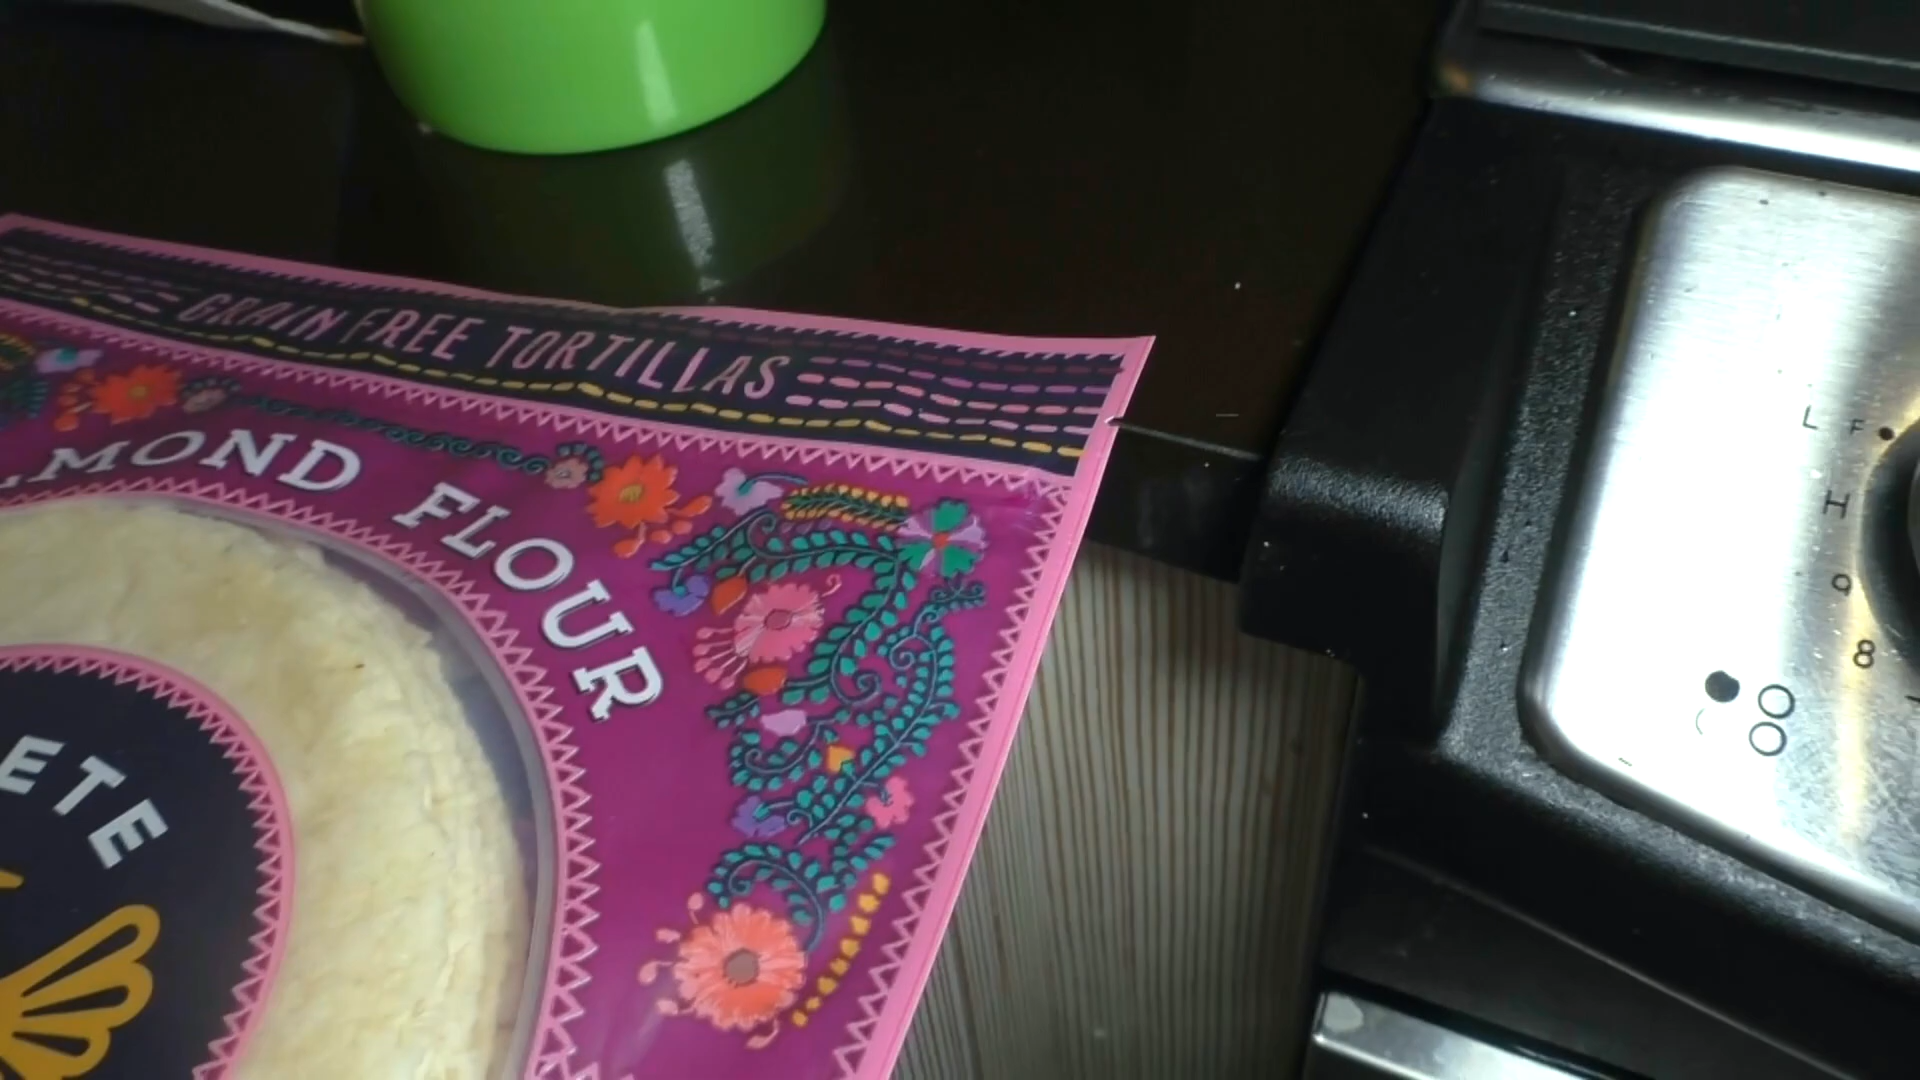 GRAIN FREE TORTILLAS
LMOND FLOUR
ETE
L F
H
9
8